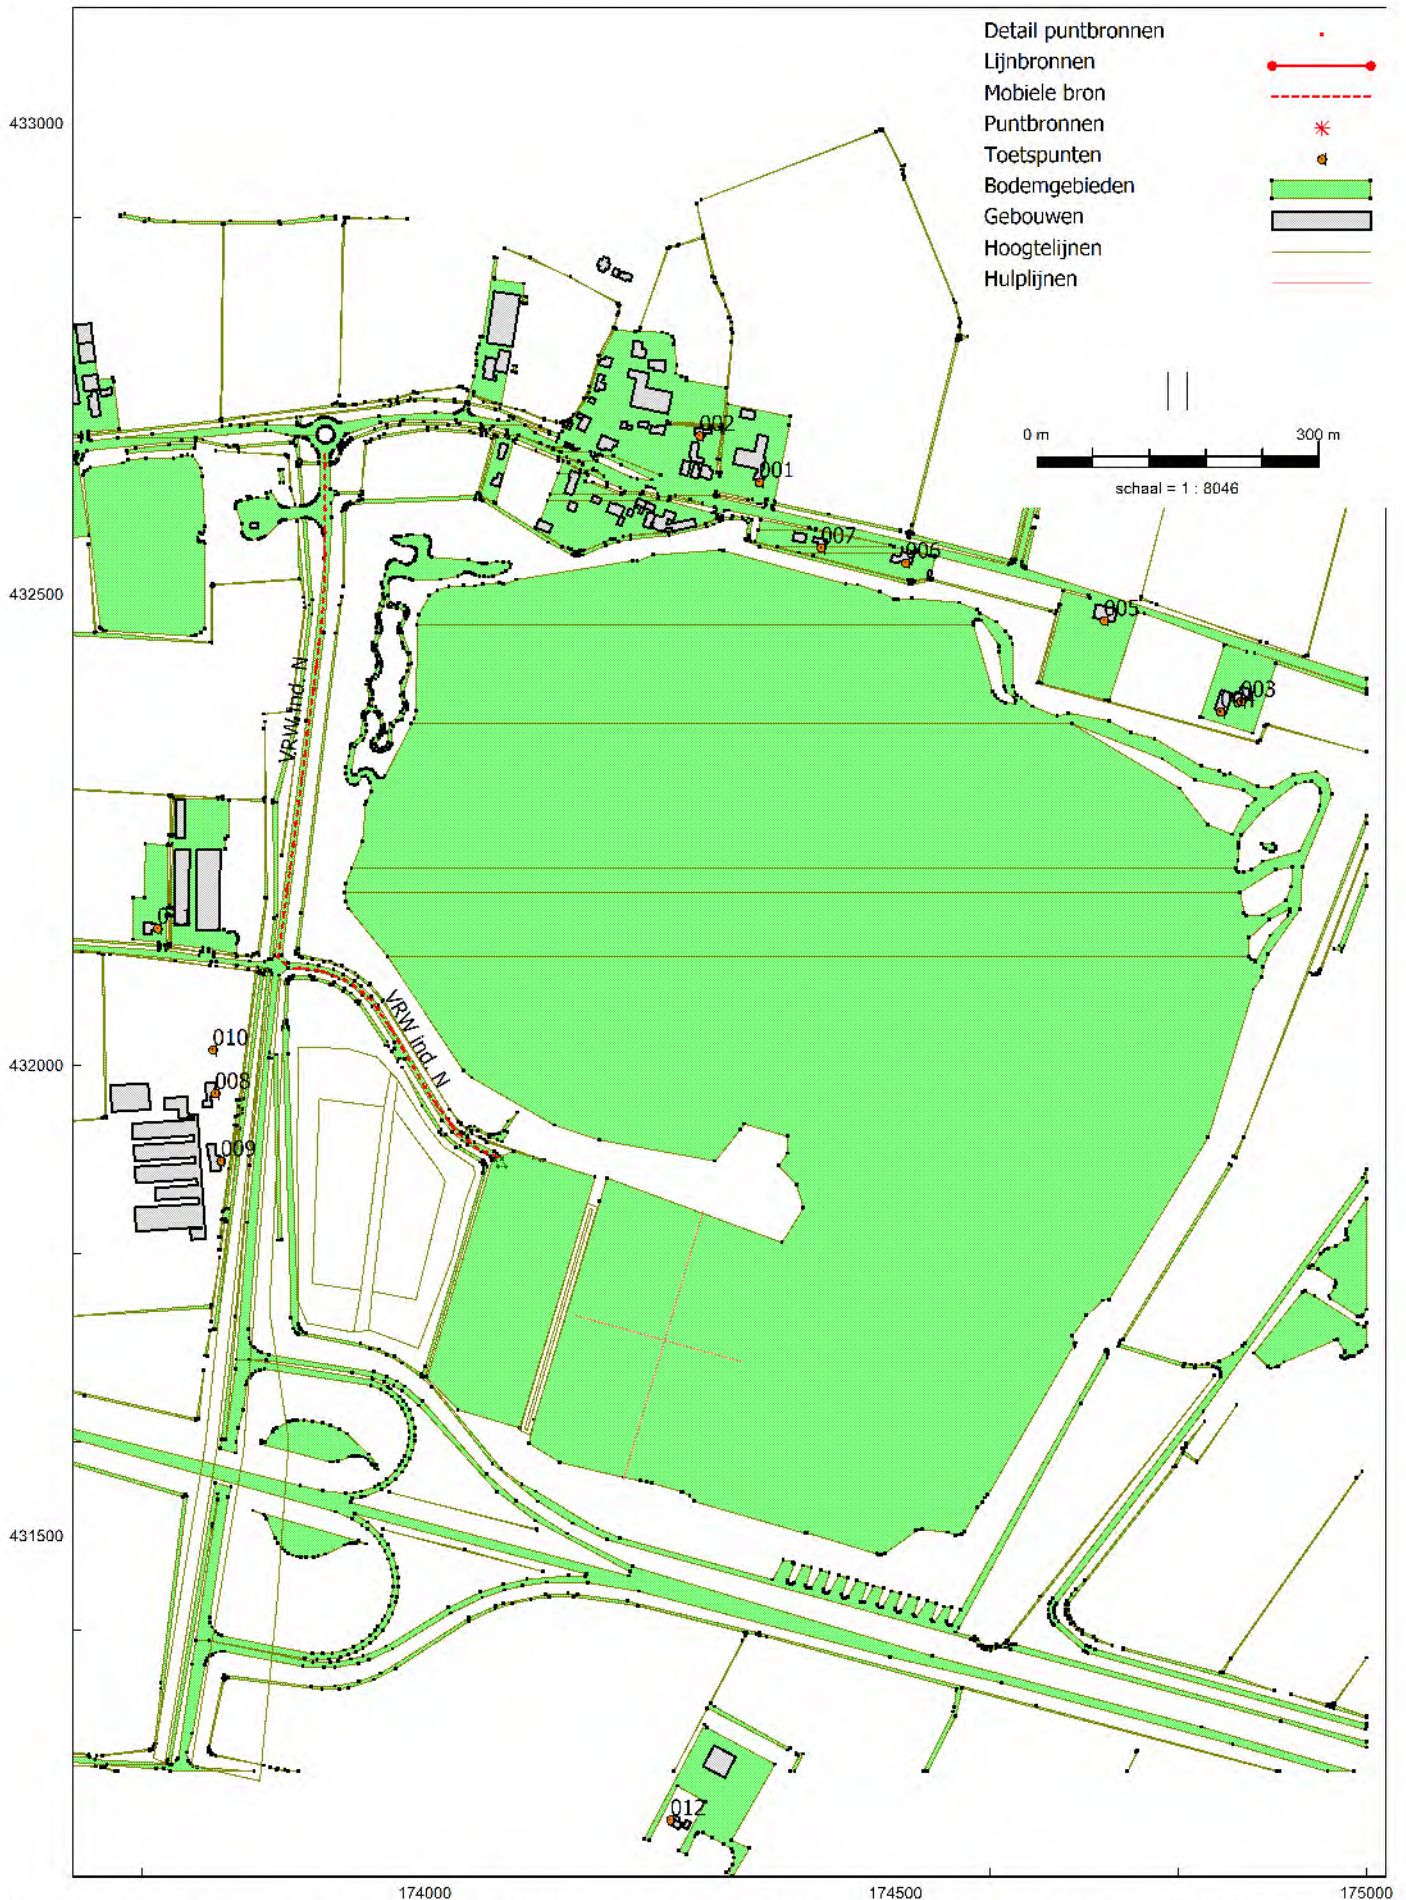 Detail puntbronnen
Lijnbronnen
Mobiele bron
Puntbronnen
Toetspunten
Bodemgebieden
Gebouwen
Hoogtelijnen
Hulplijnen
433000
002
0 m 300 m
001
schaal = 1 : 8046
007
006
432500
005
VRW ind. N
003
VRW ind. N
010
432000
008
009
431500
012
174000 174500 175000